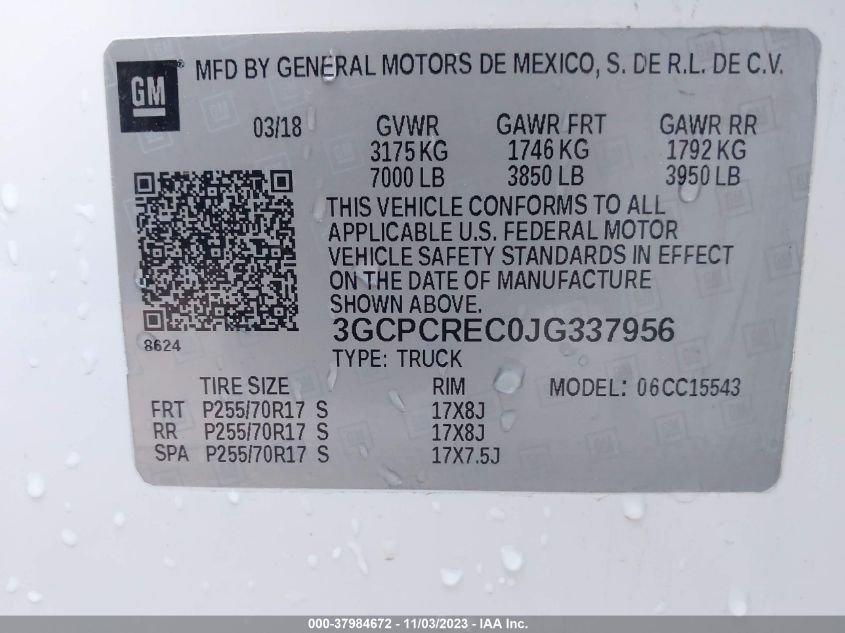 GM ® MFD BY GENERAL MOTORS DE MEXICO, S. DE R.L. DE C.V.
03/18 GVWR GAWR FRT GAWR RR
3175 KG 1746 KG 1792 KG
7000 LB 3850 LB 3950 LB
THIS VEHICLE CONFORMS TO ALL
APPLICABLE U.S. FEDERAL MOTOR
VEHICLE SAFETY STANDARDS IN EFFECT
ON THE DATE OF MANUFACTURE
SHOWN ABOVE.
8624
3GCPCREC0JG337956
TYPE: TRUCK
TIRE SIZE RIM MODEL: 06CC15543
FRT P255/70R17 S 17X8J
RR P255/70R17 S 17X8J
SPA P255/70R17 S 17X7.5J
000-37984672 - 11/03/2023 - IAA, Inc.